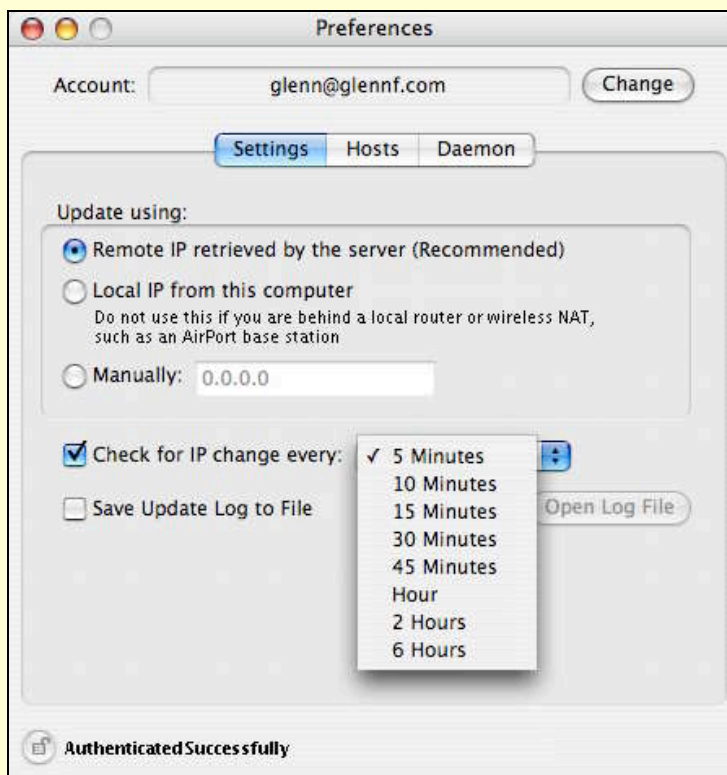 Preferences
Account: glenn@glennf.com Change
Settings Hosts Daemon
Update using:
Remote IP retrieved by the server (Recommended)
Local IP from this computer
Do not use this if you are behind a local router or wireless NAT,
such as an AirPort base station
Manually: 0.0.0.0
Check for IP change every: ✓ 5 Minutes
10 Minutes
Save Update Log to File 15 Minutes Open Log File
30 Minutes
45 Minutes
Hour
2 Hours
6 Hours
Authenticated Successfully